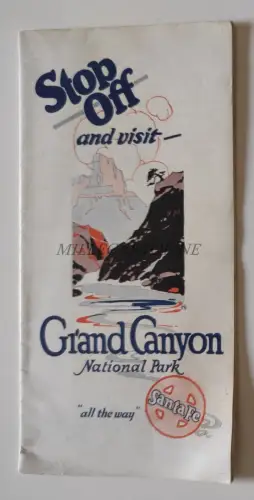 Stop
Off
and visit —
Grand Canyon
National Park
"all the way"
Santa Fe